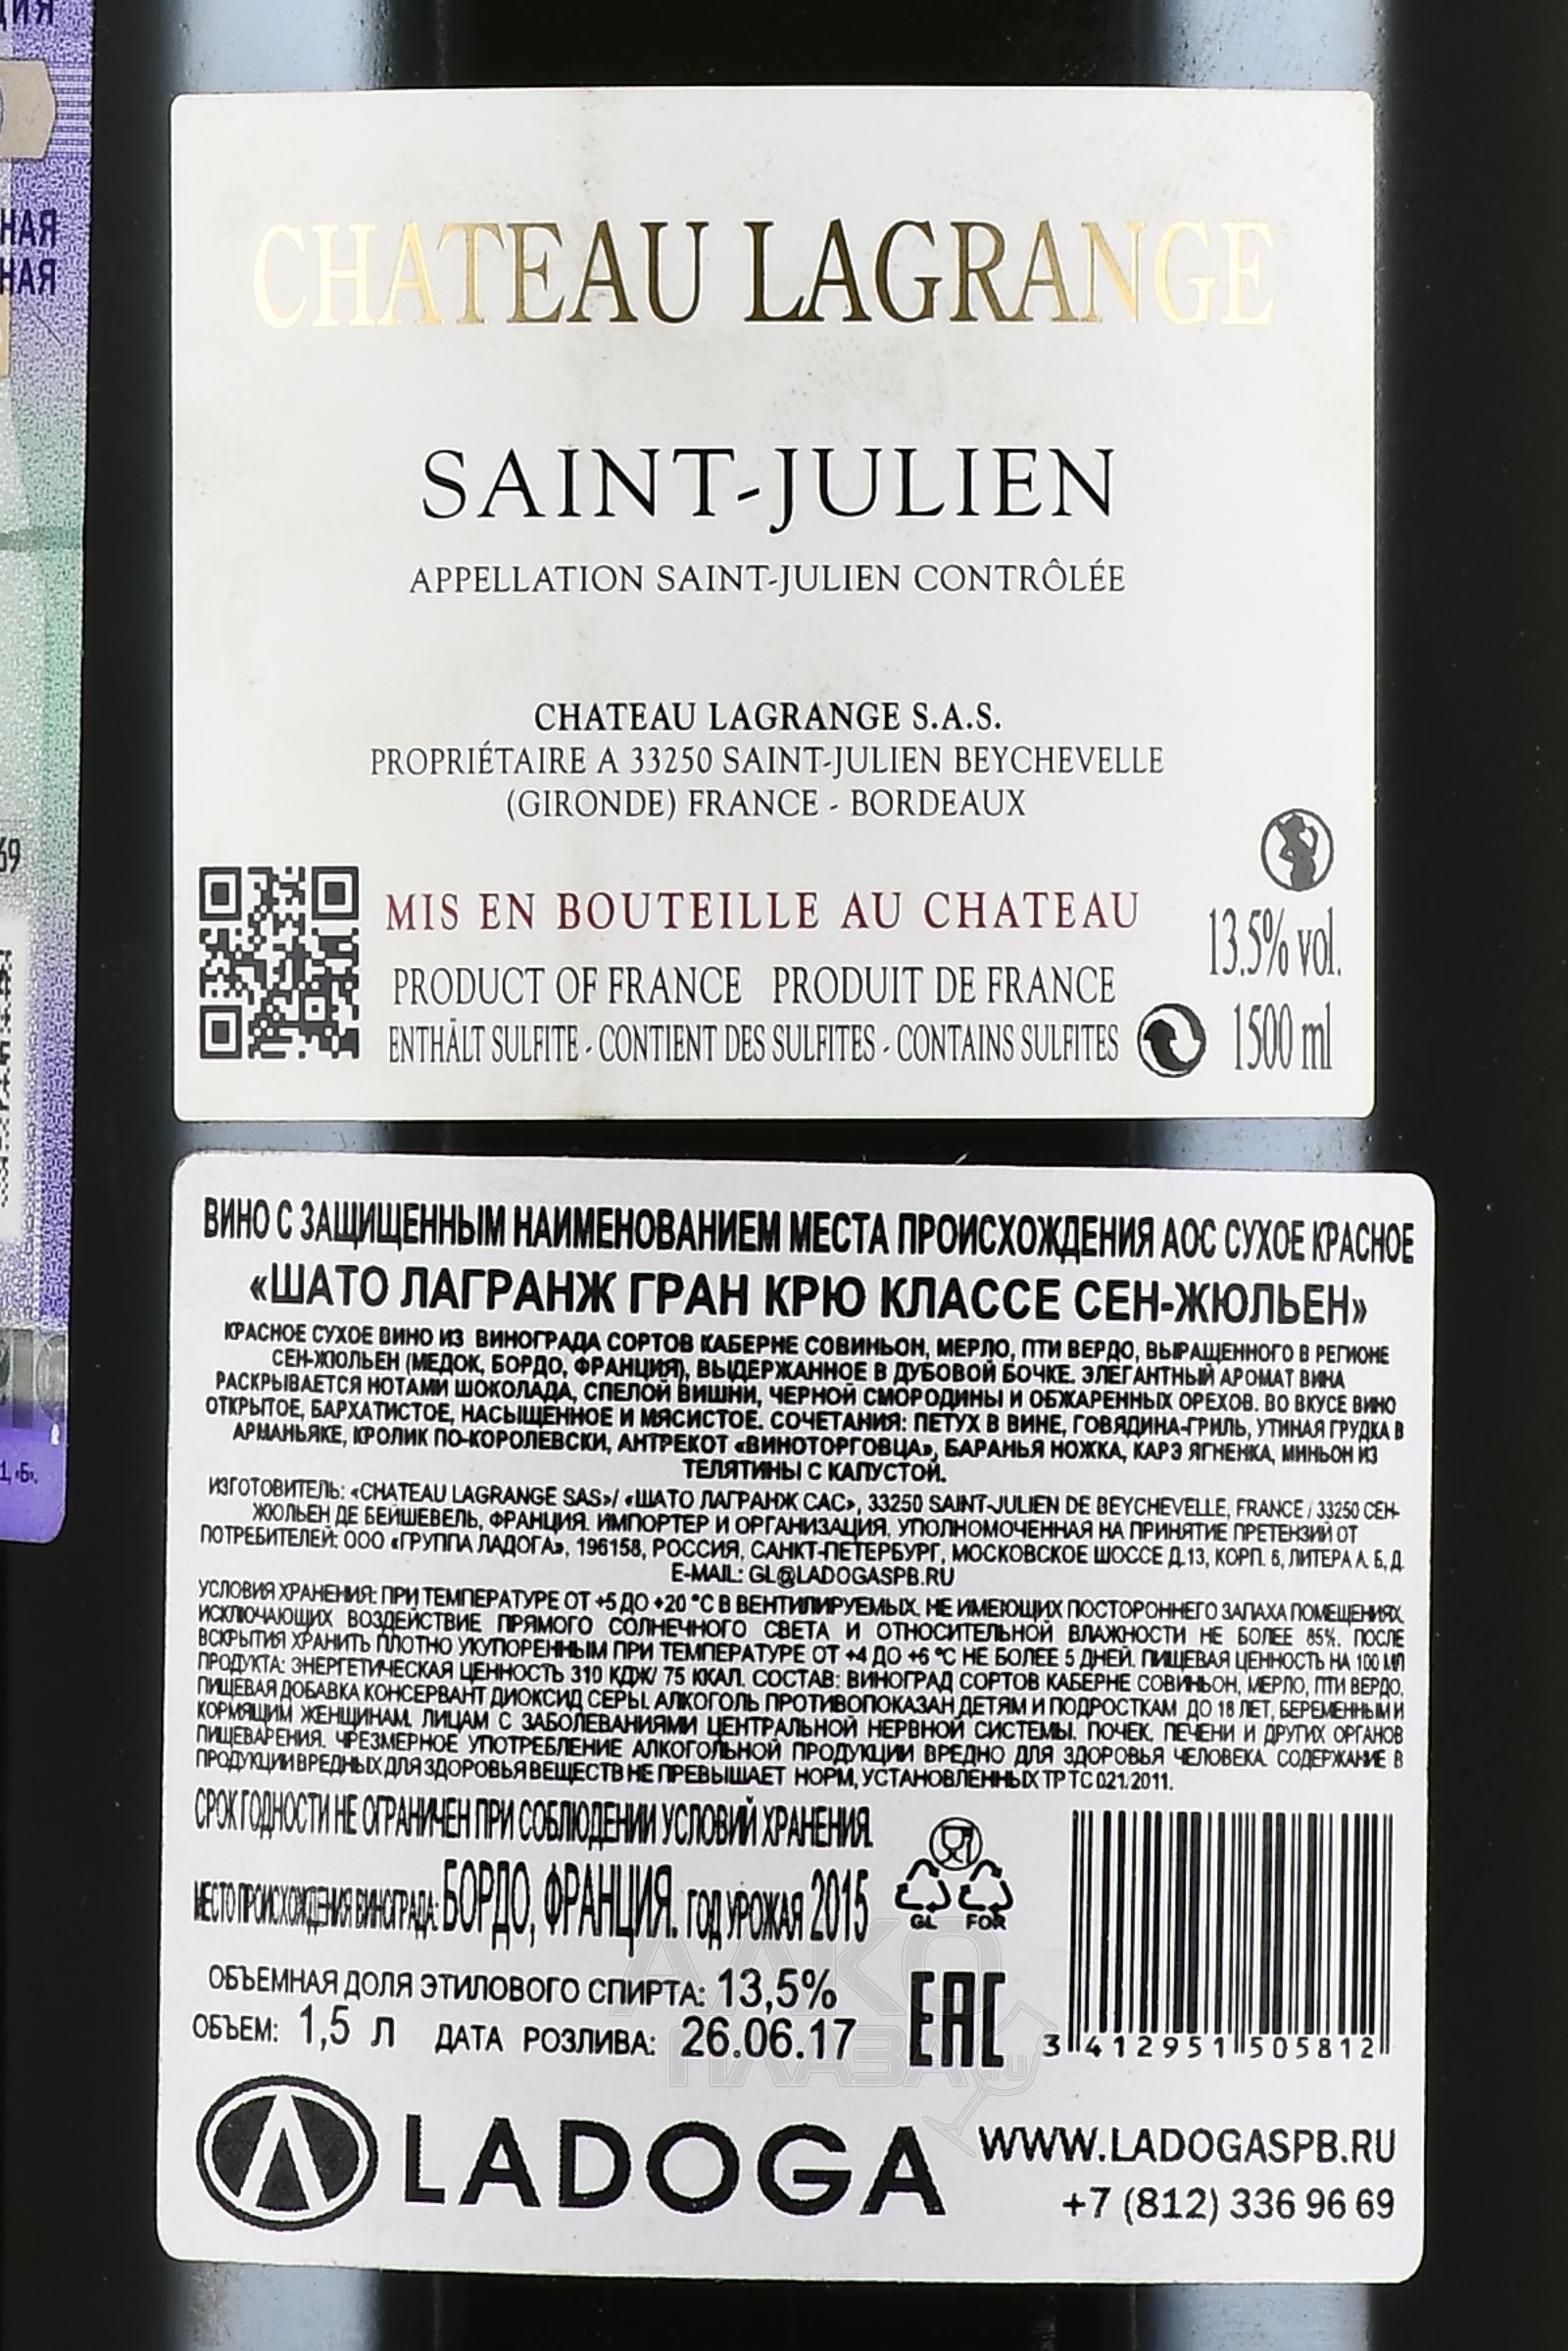 ЦИЯ
НАЯ
НАЯ
69
1, «Б».
CHATEAU LAGRANGE
SAINT-JULIEN
APPELLATION SAINT-JULIEN CONTRÔLÉE
CHATEAU LAGRANGE S.A.S.
PROPRIÉTAIRE A 33250 SAINT-JULIEN BEYCHEVELLE
(GIRONDE) FRANCE - BORDEAUX
MIS EN BOUTEILLE AU CHATEAU
13.5% vol.
PRODUCT OF FRANCE PRODUIT DE FRANCE
ENTHÄLT SULFITE - CONTIENT DES SULFITES - CONTAINS SULFITES
1500 ml
ВИНО С ЗАЩИЩЕННЫМ НАИМЕНОВАНИЕМ МЕСТА ПРОИСХОЖДЕНИЯ АОС СУХОЕ КРАСНОЕ
«ШАТО ЛАГРАНЖ ГРАН КРЮ КЛАССЕ СЕН-ЖЮЛЬЕН»
КРАСНОЕ СУХОЕ ВИНО ИЗ ВИНОГРАДА СОРТОВ КАБЕРНЕ СОВИНЬОН, МЕРЛО, ПТИ ВЕРДО, ВЫРАЩЕННОГО В РЕГИОНЕ
СЕН-ЖЮЛЬЕН (МЕДОК, БОРДО, ФРАНЦИЯ), ВЫДЕРЖАННОЕ В ДУБОВОЙ БОЧКЕ. ЭЛЕГАНТНЫЙ АРОМАТ ВИНА
РАСКРЫВАЕТСЯ НОТАМИ ШОКОЛАДА, СПЕЛОЙ ВИШНИ, ЧЕРНОЙ СМОРОДИНЫ И ОБЖАРЕННЫХ ОРЕХОВ. ВО ВКУСЕ ВИНО
ОТКРЫТОЕ, БАРХАТИСТОЕ, НАСЫЩЕННОЕ И МЯСИСТОЕ. СОЧЕТАНИЯ: ПЕТУХ В ВИНЕ, ГОВЯДИНА-ГРИЛЬ, УТИНАЯ ГРУДКА В
АРМАНЬЯКЕ, КРОЛИК ПО-КОРОЛЕВСКИ, АНТРЕКОТ «ВИНОТОРГОВЦА», БАРАНЬЯ НОЖКА, КАРЭ ЯГНЕНКА, МИНЬОН ИЗ
ТЕЛЯТИНЫ С КАПУСТОЙ.
ИЗГОТОВИТЕЛЬ: «CHATEAU LAGRANGE SAS»/ «ШАТО ЛАГРАНЖ САС», 33250 SAINT-JULIEN DE BEYCHEVELLE, FRANCE / 33250 СЕН-
ЖЮЛЬЕН ДЕ БЕЙШЕВЕЛЬ, ФРАНЦИЯ. ИМПОРТЕР И ОРГАНИЗАЦИЯ, УПОЛНОМОЧЕННАЯ НА ПРИНЯТИЕ ПРЕТЕНЗИЙ ОТ
ПОТРЕБИТЕЛЕЙ: ООО «ГРУППА ЛАДОГА», 196158, РОССИЯ, САНКТ-ПЕТЕРБУРГ, МОСКОВСКОЕ ШОССЕ Д.13, КОРП. 6, ЛИТЕРА А, Б, Д.
E-MAIL: GL@LADOGASPB.RU
УСЛОВИЯ ХРАНЕНИЯ: ПРИ ТЕМПЕРАТУРЕ ОТ +5 ДО +20 °С В ВЕНТИЛИРУЕМЫХ, НЕ ИМЕЮЩИХ ПОСТОРОННЕГО ЗАПАХА ПОМЕЩЕНИЯХ,
ИСКЛЮЧАЮЩИХ ВОЗДЕЙСТВИЕ ПРЯМОГО СОЛНЕЧНОГО СВЕТА И ОТНОСИТЕЛЬНОЙ ВЛАЖНОСТИ НЕ БОЛЕЕ 85%. ПОСЛЕ
ВСКРЫТИЯ ХРАНИТЬ ПЛОТНО УКУПОРЕННЫМ ПРИ ТЕМПЕРАТУРЕ ОТ +4 ДО +6 °С НЕ БОЛЕЕ 5 ДНЕЙ. ПИЩЕВАЯ ЦЕННОСТЬ НА 100 МЛ
ПРОДУКТА: ЭНЕРГЕТИЧЕСКАЯ ЦЕННОСТЬ 310 КДЖ/ 75 ККАЛ. СОСТАВ: ВИНОГРАД СОРТОВ КАБЕРНЕ СОВИНЬОН, МЕРЛО, ПТИ ВЕРДО,
ПИЩЕВАЯ ДОБАВКА КОНСЕРВАНТ ДИОКСИД СЕРЫ. АЛКОГОЛЬ ПРОТИВОПОКАЗАН ДЕТЯМ И ПОДРОСТКАМ ДО 18 ЛЕТ, БЕРЕМЕННЫМ И
КОРМЯЩИМ ЖЕНЩИНАМ, ЛИЦАМ С ЗАБОЛЕВАНИЯМИ ЦЕНТРАЛЬНОЙ НЕРВНОЙ СИСТЕМЫ, ПОЧЕК, ПЕЧЕНИ И ДРУГИХ ОРГАНОВ
ПИЩЕВАРЕНИЯ. ЧРЕЗМЕРНОЕ УПОТРЕБЛЕНИЕ АЛКОГОЛЬНОЙ ПРОДУКЦИИ ВРЕДНО ДЛЯ ЗДОРОВЬЯ ЧЕЛОВЕКА. СОДЕРЖАНИЕ В
ПРОДУКЦИИ ВРЕДНЫХ ДЛЯ ЗДОРОВЬЯ ВЕЩЕСТВ НЕ ПРЕВЫШАЕТ НОРМ, УСТАНОВЛЕННЫХ ТР ТС 021/2011.
СРОК ГОДНОСТИ НЕ ОГРАНИЧЕН ПРИ СОБЛЮДЕНИИ УСЛОВИЙ ХРАНЕНИЯ.
МЕСТО ПРОИСХОЖДЕНИЯ ВИНОГРАДА: БОРДО, ФРАНЦИЯ. ГОД УРОЖАЯ 2015
GL FOR
ОБЪЕМНАЯ ДОЛЯ ЭТИЛОВОГО СПИРТА: 13,5%
ОБЪЕМ: 1,5 Л ДАТА РОЗЛИВА: 26.06.17
ЕАС
3 412951 505812
АЛКО
ПЛАЗА.ru
LADOGA
WWW.LADOGASPB.RU
+7 (812) 336 96 69